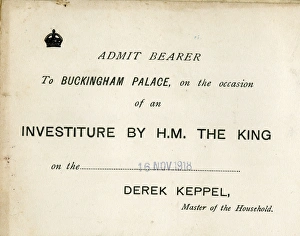 ADMIT BEARER
To BUCKINGHAM PALACE, on the occasion
of an
INVESTITURE BY H.M. THE KING
on the 16 NOV. 1918
DEREK KEPPEL,
Master of the Household.